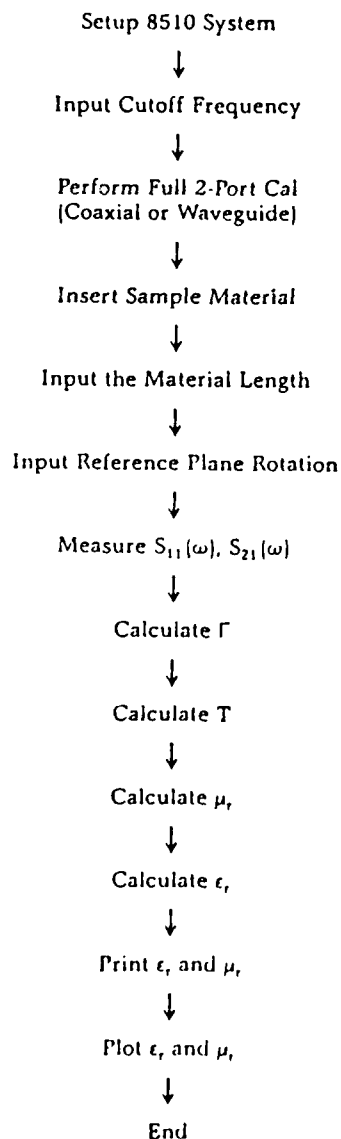 Setup 8510 System
↓
Input Cutoff Frequency
↓
Perform Full 2-Port Cal
(Coaxial or Waveguide)
↓
Insert Sample Material
↓
Input the Material Length
↓
Input Reference Plane Rotation
↓
Measure S₁₁(ω), S₂₁(ω)
↓
Calculate Γ
↓
Calculate T
↓
Calculate μᵣ
↓
Calculate εᵣ
↓
Print εᵣ and μᵣ
↓
Plot εᵣ and μᵣ
↓
End